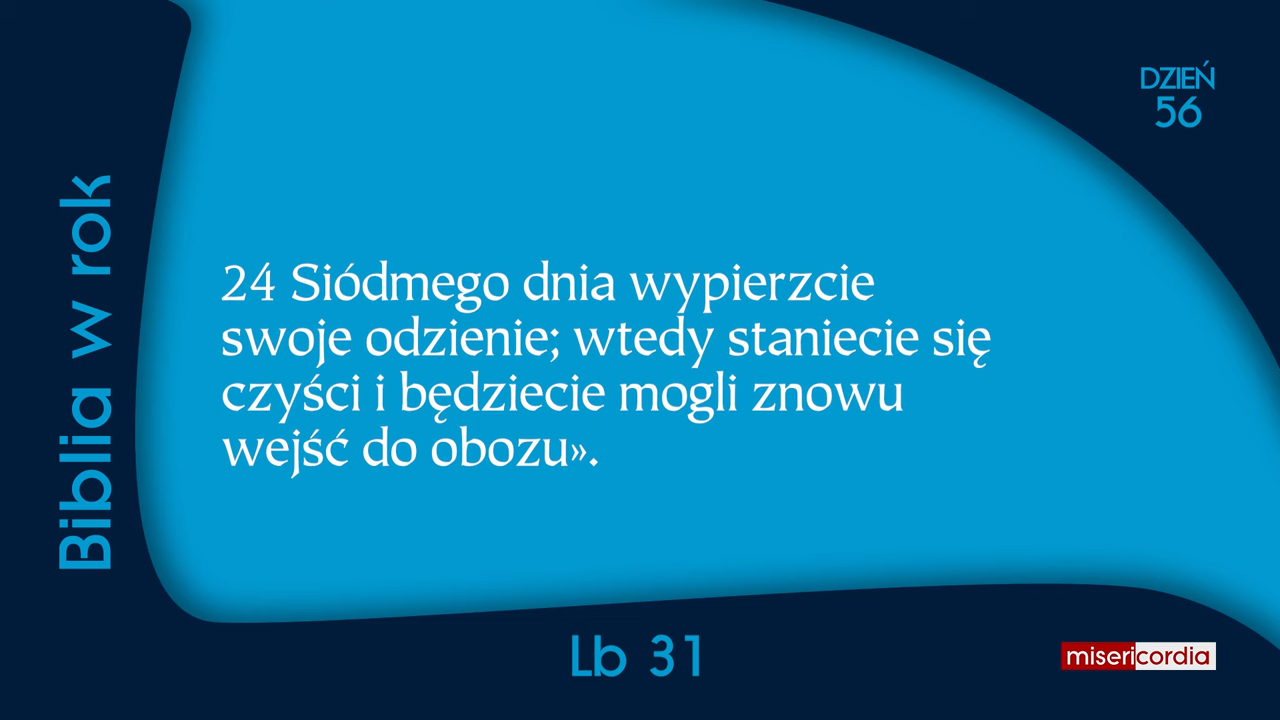 DZIEŃ
56
Biblia w rok
24 Siódmego dnia wypierzcie
swoje odzienie; wtedy staniecie się
czyści i będziecie mogli znowu
wejść do obozu».
Lb 31
misericordia